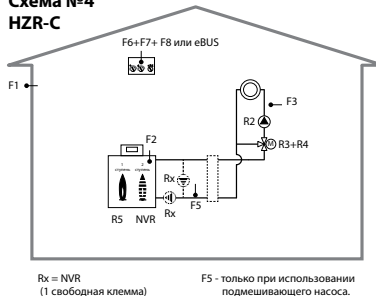 Схема №4
HZR-C
F6+F7+ F8 или eBUS
F1
F3
R2
M
R3+R4
F2
1
ступень
2
ступень
Rx
Rx
F5
R5
NVR
Rx = NVR
(1 свободная клемма)
F5 - только при использовании
подмешивающего насоса.